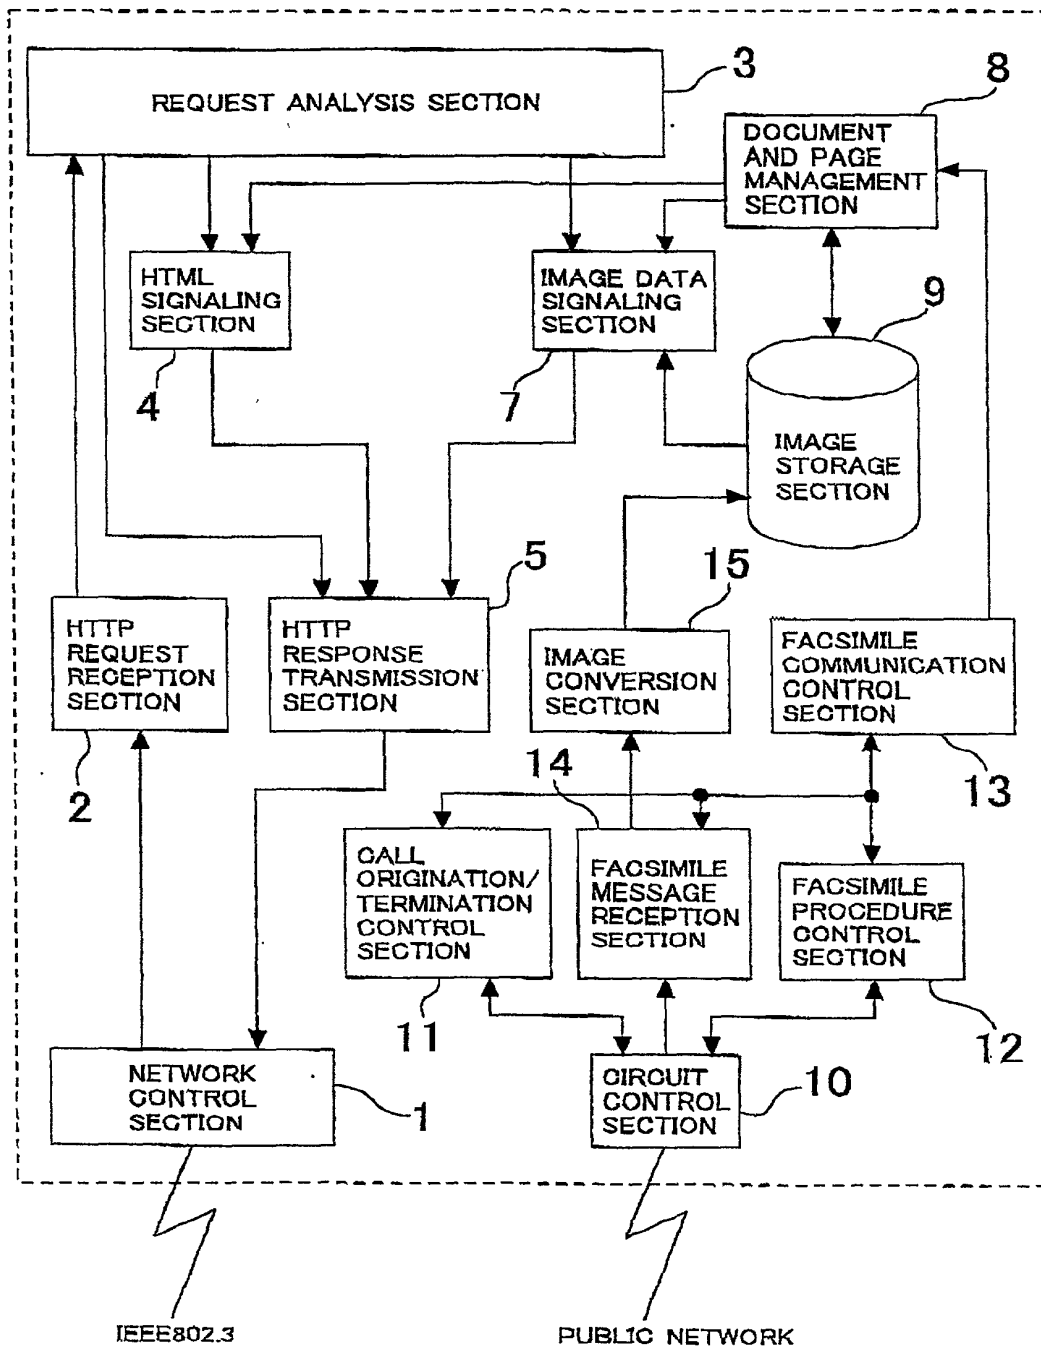 3
REQUEST ANALYSIS SECTION
8
DOCUMENT
AND PAGE
MANAGEMENT
SECTION
HTML
SIGNALING
SECTION
4
IMAGE DATA
SIGNALING
SECTION
7
9
IMAGE
STORAGE
SECTION
5
15
HTTP
REQUEST
RECEPTION
SECTION
2
HTTP
RESPONSE
TRANSMISSION
SECTION
IMAGE
CONVERSION
SECTION
FACSIMILE
COMMUNICATION
CONTROL
SECTION
13
14
CALL
ORIGINATION/
TERMINATION
CONTROL
SECTION
11
FACSIMILE
MESSAGE
RECEPTION
SECTION
FACSIMILE
PROCEDURE
CONTROL
SECTION
12
NETWORK
CONTROL
SECTION
1
CIRCUIT
CONTROL
SECTION
10
IEEE802.3
PUBLIC NETWORK